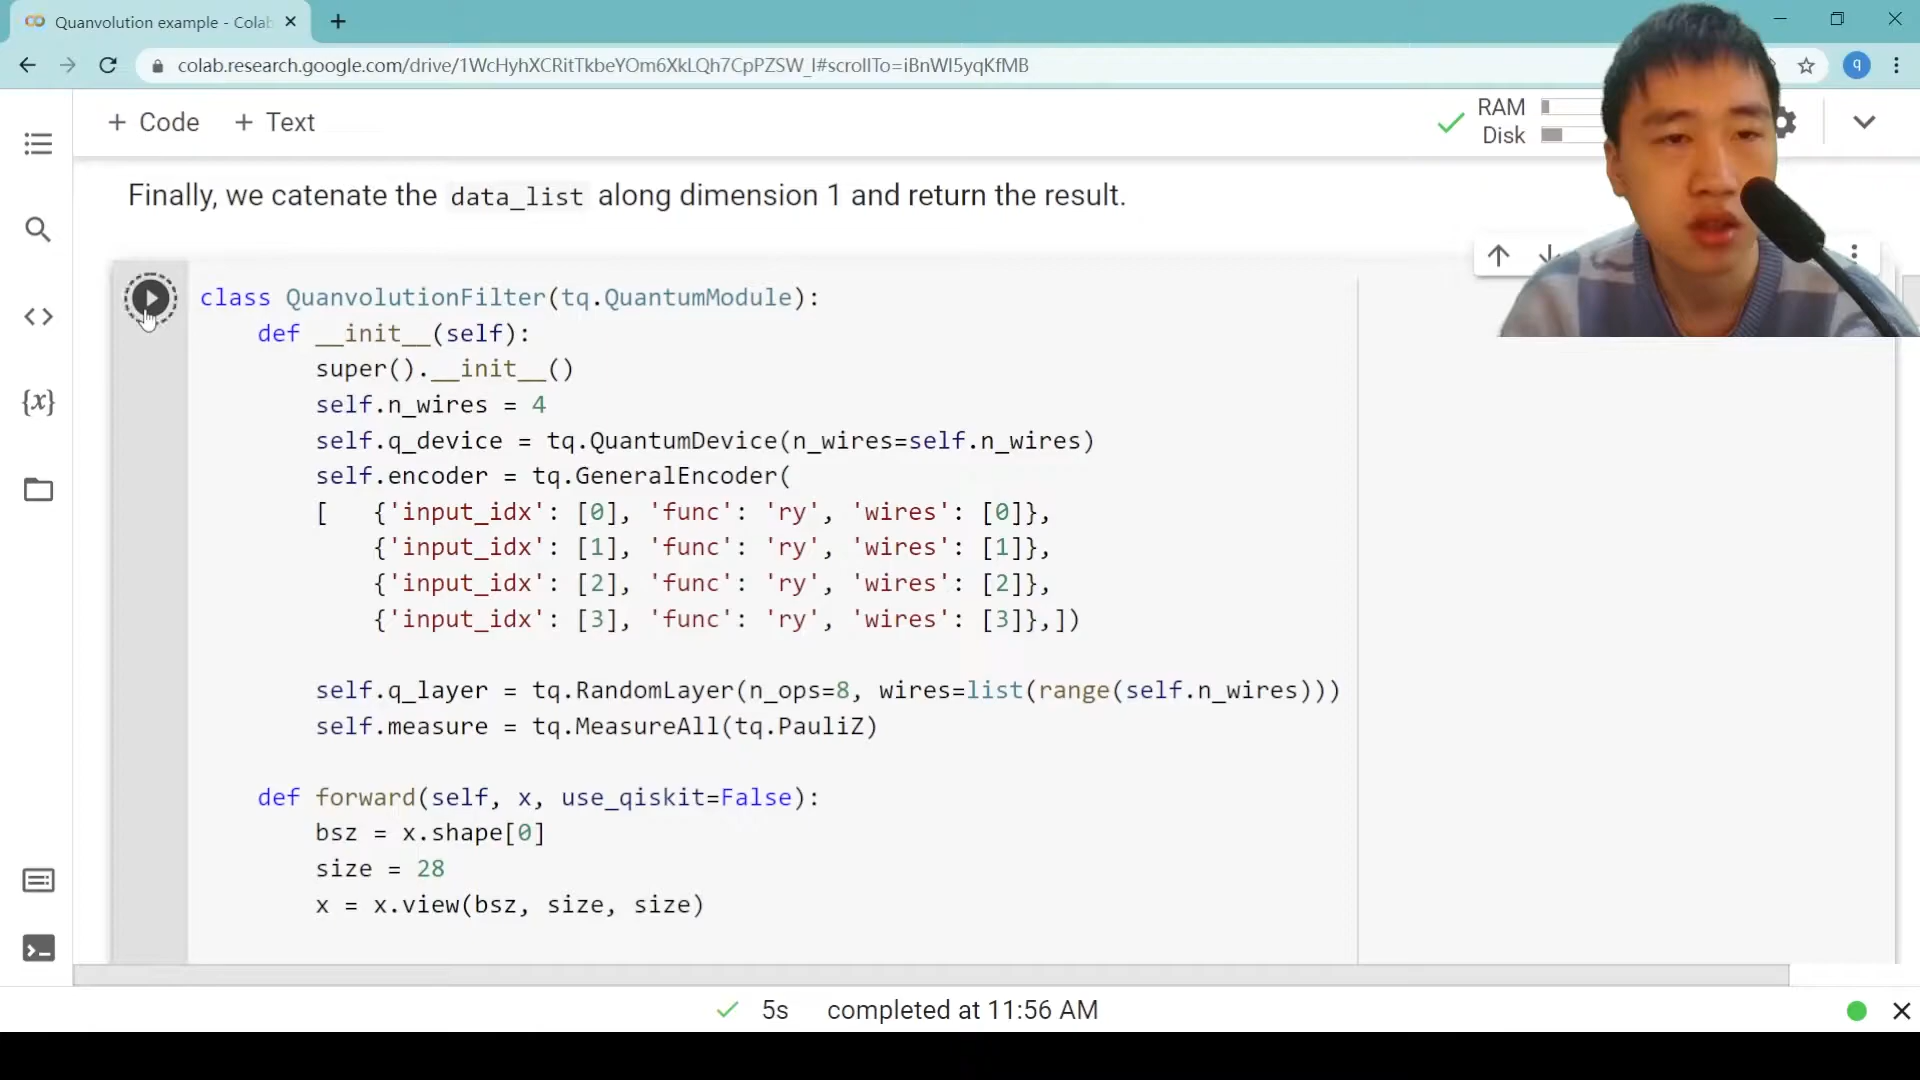 Quanvolution example - Colab
colab.research.google.com/drive/1WcHyhXCRitTkbeYOm6XkLQh7CpPZSW_I#scrollTo=iBnWI5yqKfMB
q
+ Code + Text
RAM
Disk
Finally, we catenate the data_list along dimension 1 and return the result.
class QuanvolutionFilter(tq.QuantumModule):
def __init__(self):
super().__init__()
self.n_wires = 4
self.q_device = tq.QuantumDevice(n_wires=self.n_wires)
self.encoder = tq.GeneralEncoder(
[ {'input_idx': [0], 'func': 'ry', 'wires': [0]},
{'input_idx': [1], 'func': 'ry', 'wires': [1]},
{'input_idx': [2], 'func': 'ry', 'wires': [2]},
{'input_idx': [3], 'func': 'ry', 'wires': [3]},])
self.q_layer = tq.RandomLayer(n_ops=8, wires=list(range(self.n_wires)))
self.measure = tq.MeasureAll(tq.PauliZ)
def forward(self, x, use_qiskit=False):
bsz = x.shape[0]
size = 28
x = x.view(bsz, size, size)
5s completed at 11:56 AM